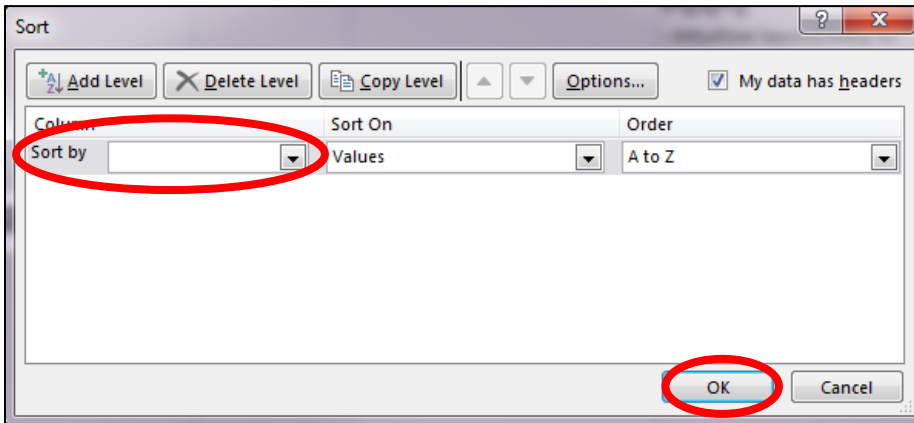 Sort
Add Level Delete Level Copy Level Options... My data has headers
Column Sort On Order
Sort by Values A to Z
OK Cancel